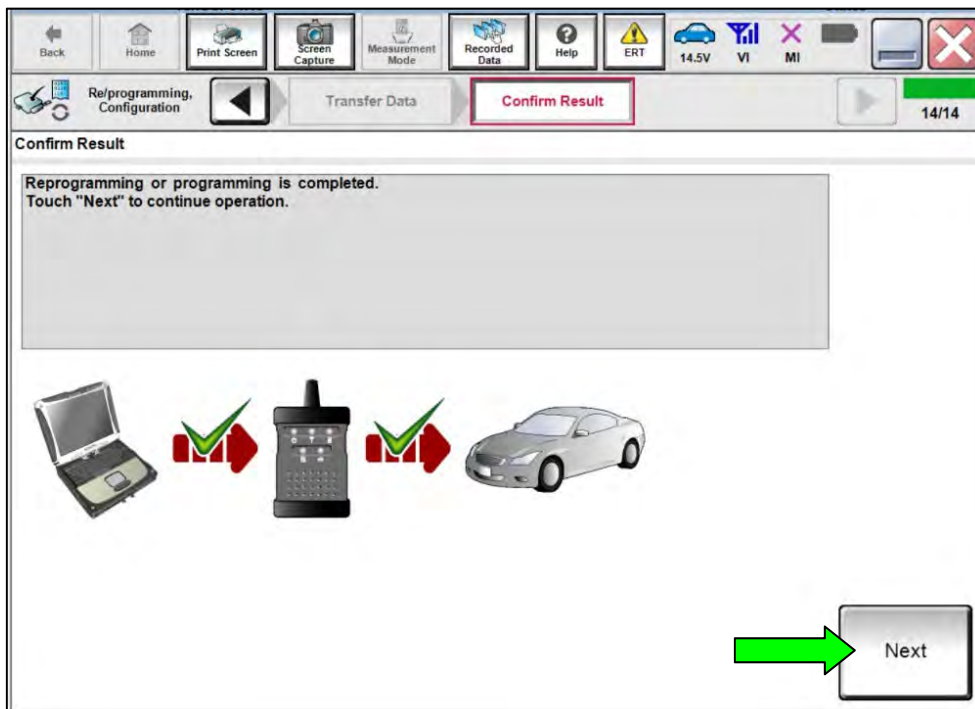 Back
Home
Print Screen
Screen
Capture
Measurement
Mode
Recorded
Data
Help
ERT
14.5V
VI
MI
Re/programming,
Configuration
Transfer Data
Confirm Result
14/14
Confirm Result
Reprogramming or programming is completed.
Touch "Next" to continue operation.
Next